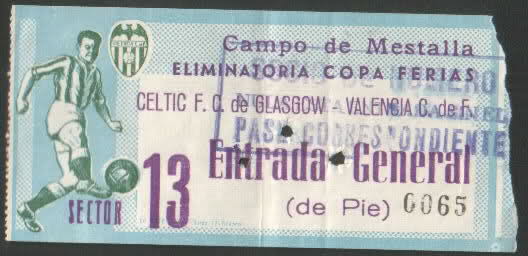 Campo de Mestalla
ELIMINATORIA COPA FERIAS
CELTIC F. C. de GLASGOW - VALENCIA C. de F.
PASE CORRESPONDIENTE
Entrada General
SECTOR 13
(de Pie) 0065